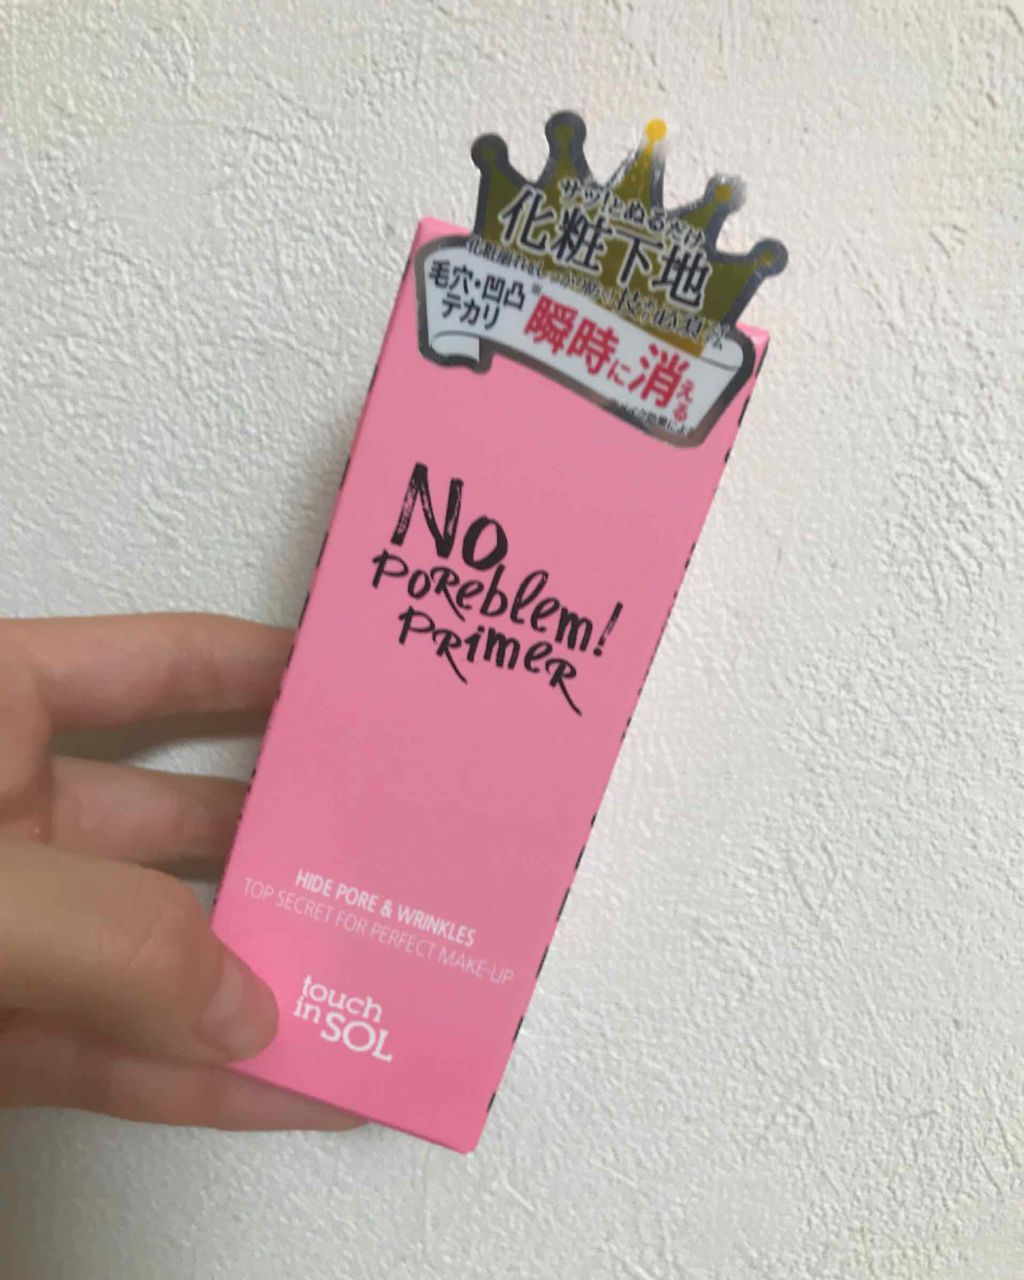 サッ!とぬるだけ
化粧下地
毛穴・凹凸※
テカリ
瞬時に消える
No
Poreblem!
Primer
HIDE PORE & WRINKLES
TOP SECRET FOR PERFECT MAKE-UP
touch
in SOL